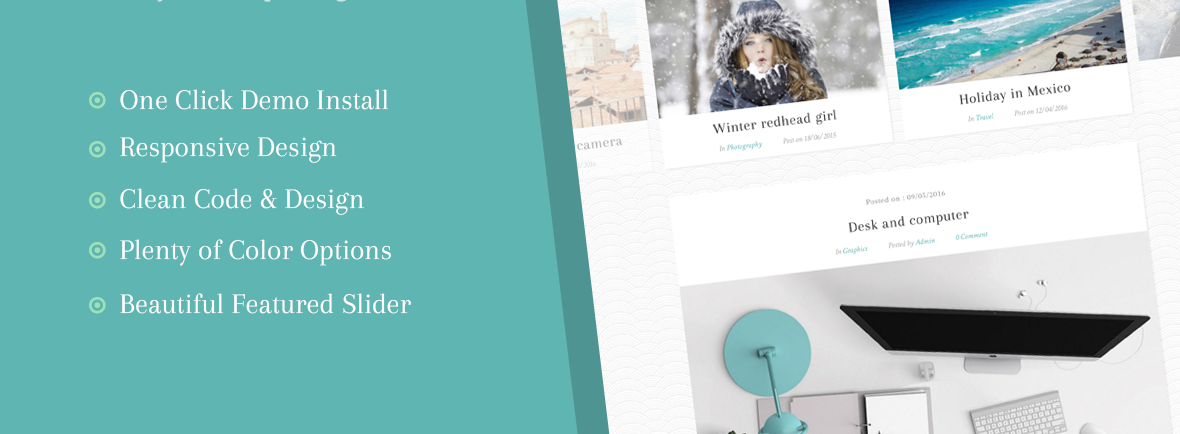 One Click Demo Install
Responsive Design
Clean Code & Design
Plenty of Color Options
Beautiful Featured Slider
camera
2016
Winter redhead girl
In Photography Post on 18/06/2015
Holiday in Mexico
In Travel Post on 12/04/2016
Posted on : 09/05/2016
Desk and computer
In Graphics Posted by Admin 0 Comment